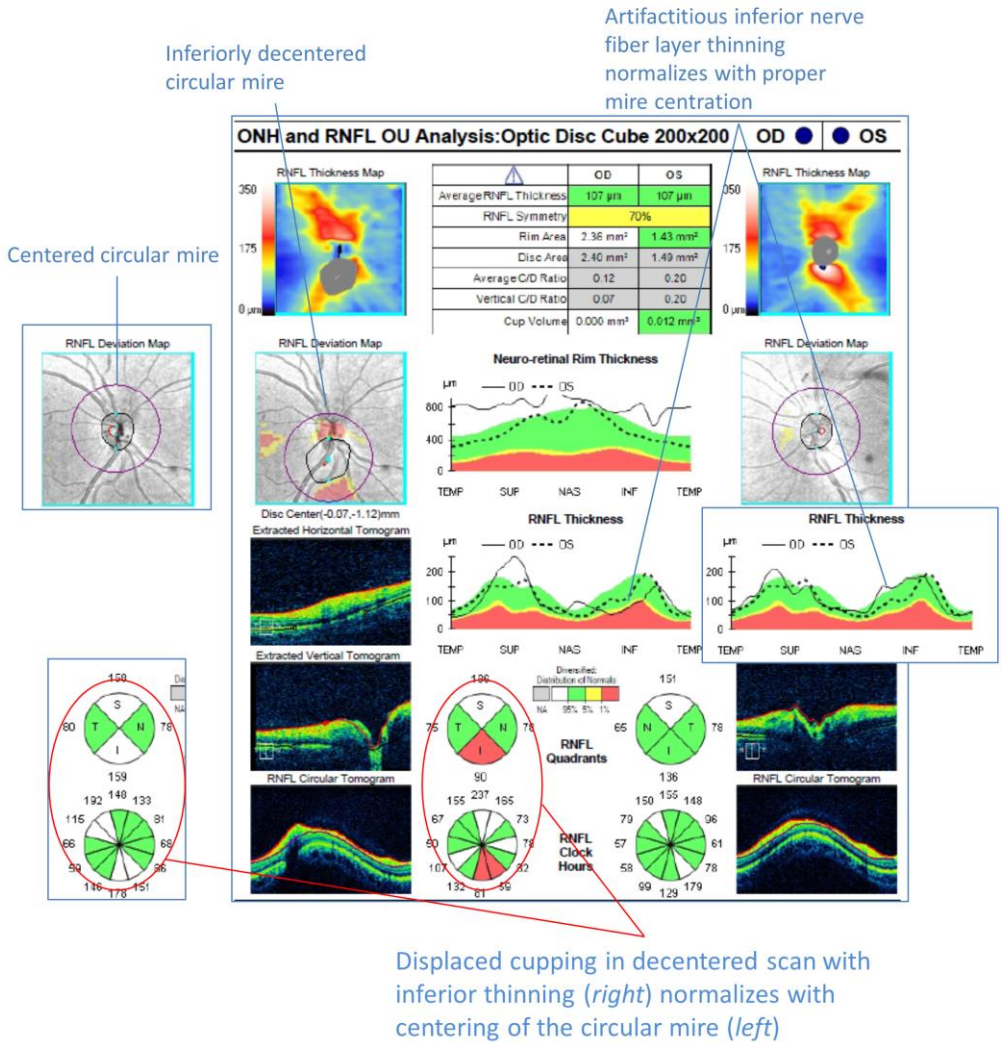 Artifactitious inferior nerve
fiber layer thinning
normalizes with proper
mire centration
Inferiorly decentered
circular mire
Centered circular mire
ONH and RNFL OU Analysis:Optic Disc Cube 200x200 OD OS
RNFL Thickness Map
350
175
0 µm
OD OS
Average RNFL Thickness 107 µm 107 µm
RNFL Symmetry 70%
Rim Area 2.36 mm² 1.43 mm²
Disc Area 2.40 mm² 1.49 mm²
Average C/D Ratio 0.12 0.20
Vertical C/D Ratio 0.07 0.20
Cup Volume 0.000 mm³ 0.012 mm³
RNFL Thickness Map
350
175
0 µm
RNFL Deviation Map
RNFL Deviation Map
Disc Center(-0.07,-1.12)mm
Neuro-retinal Rim Thickness
µm OD OS
800
400
0
TEMP SUP NAS INF TEMP
RNFL Deviation Map
Extracted Horizontal Tomogram
RNFL Thickness
µm OD OS
200
100
0
TEMP SUP NAS INF TEMP
RNFL Thickness
µm OD OS
200
100
0
TEMP SUP NAS INF TEMP
158
NA
S
80 T N 78
I
159
148
192 133
115 81
66 68
59 86
146 151
178
Extracted Vertical Tomogram
186
S
75 T N 78
I
90
Diversified:
Distribution of Normals
NA 95% 5% 1%
RNFL
Quadrants
151
S
65 N T 78
I
136
RNFL Circular Tomogram
237
155 165
67 73
50 78
107 82
132 59
81
RNFL
Clock
Hours
155
150 148
79 96
57 61
58 78
99 179
129
RNFL Circular Tomogram
Displaced cupping in decentered scan with
inferior thinning (right) normalizes with
centering of the circular mire (left)